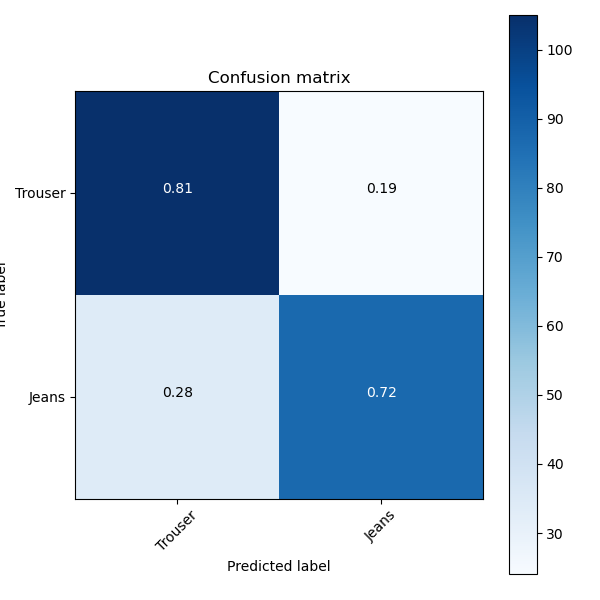 Confusion matrix
Trouser
0.81
0.19
Jeans
0.28
0.72
Trouser
Jeans
Predicted label
100
90
80
70
60
50
40
30